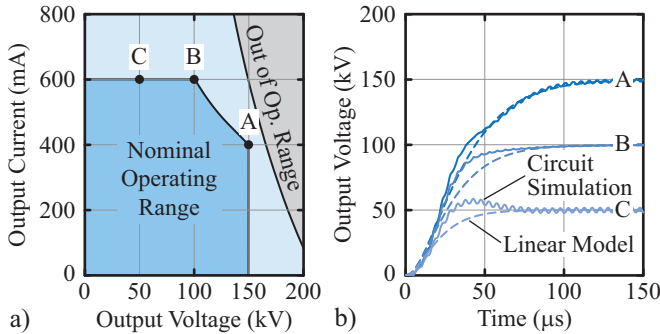 800
600
400
200
0
0
50
100
150
200
Output Current (mA)
Output Voltage (kV)
C
B
A
Out of Op. Range
Nominal
Operating
Range
a)
200
150
100
50
0
0
50
100
150
Output Voltage (kV)
Time (μs)
A
B
C
Circuit
Simulation
Linear Model
b)